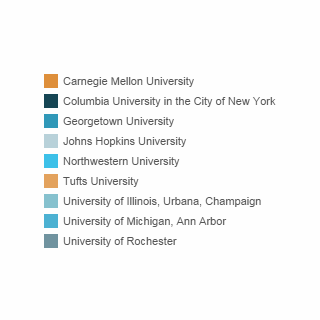 Carnegie Mellon University
Columbia University in the City of New York
Georgetown University
Johns Hopkins University
Northwestern University
Tufts University
University of Illinois, Urbana, Champaign
University of Michigan, Ann Arbor
University of Rochester